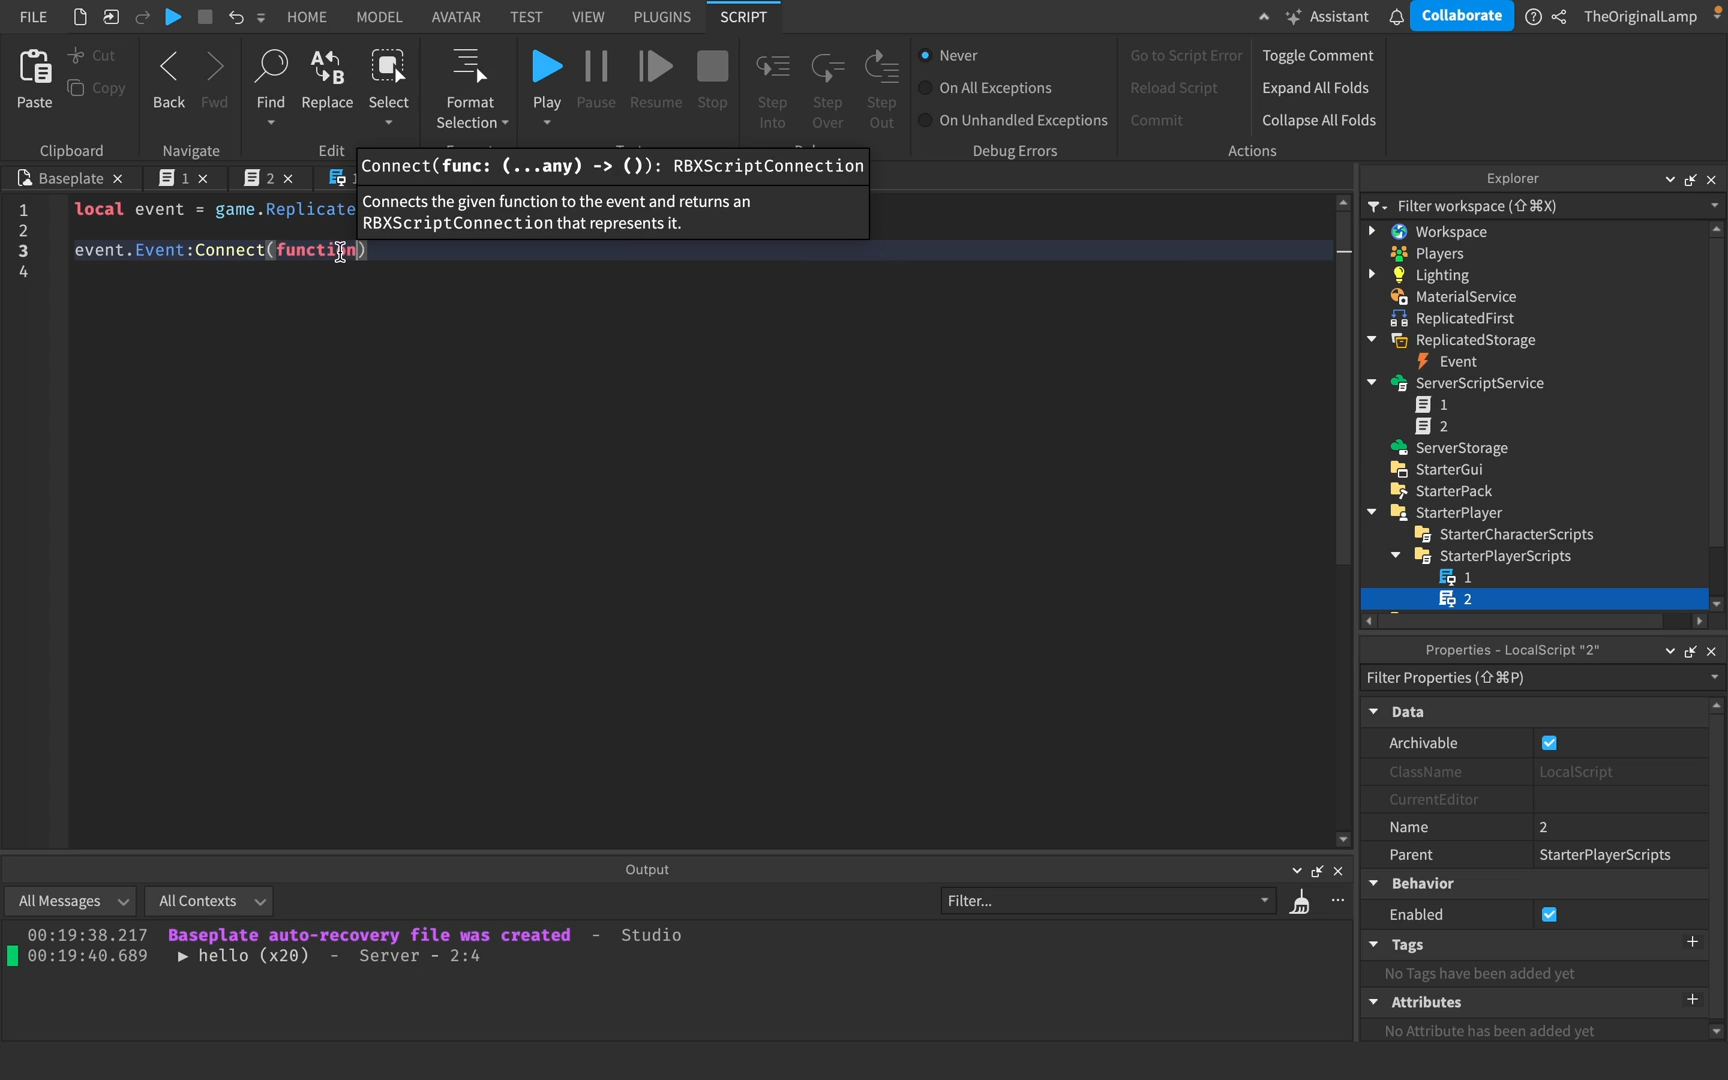 FILE HOME MODEL AVATAR TEST VIEW PLUGINS SCRIPT Assistant Collaborate TheOriginalLamp
Paste Cut Copy
Back Fwd
Find Replace Select
Format Selection
Play Pause Resume Stop
Step Into Step Over Step Out
Never
On All Exceptions
On Unhandled Exceptions
Go to Script Error
Reload Script
Commit
Toggle Comment
Expand All Folds
Collapse All Folds
Clipboard Navigate Edit Debug Errors Actions
Baseplate 1 2
Connect(func: (...any) -> ()): RBXScriptConnection
Connects the given function to the event and returns an
RBXScriptConnection that represents it.
1 local event = game.Replicate
2
3 event.Event:Connect(function)
4
Explorer
Filter workspace (⇧⌘X)
Workspace
Players
Lighting
MaterialService
ReplicatedFirst
ReplicatedStorage
Event
ServerScriptService
1
2
ServerStorage
StarterGui
StarterPack
StarterPlayer
StarterCharacterScripts
StarterPlayerScripts
1
2
Properties - LocalScript "2"
Filter Properties (⇧⌘P)
Data
Archivable
ClassName LocalScript
CurrentEditor
Name 2
Parent StarterPlayerScripts
Behavior
Enabled
Tags
No Tags have been added yet
Attributes
No Attribute has been added yet
Output
All Messages All Contexts Filter...
00:19:38.217 Baseplate auto-recovery file was created - Studio
00:19:40.689 ▶ hello (x20) - Server - 2:4